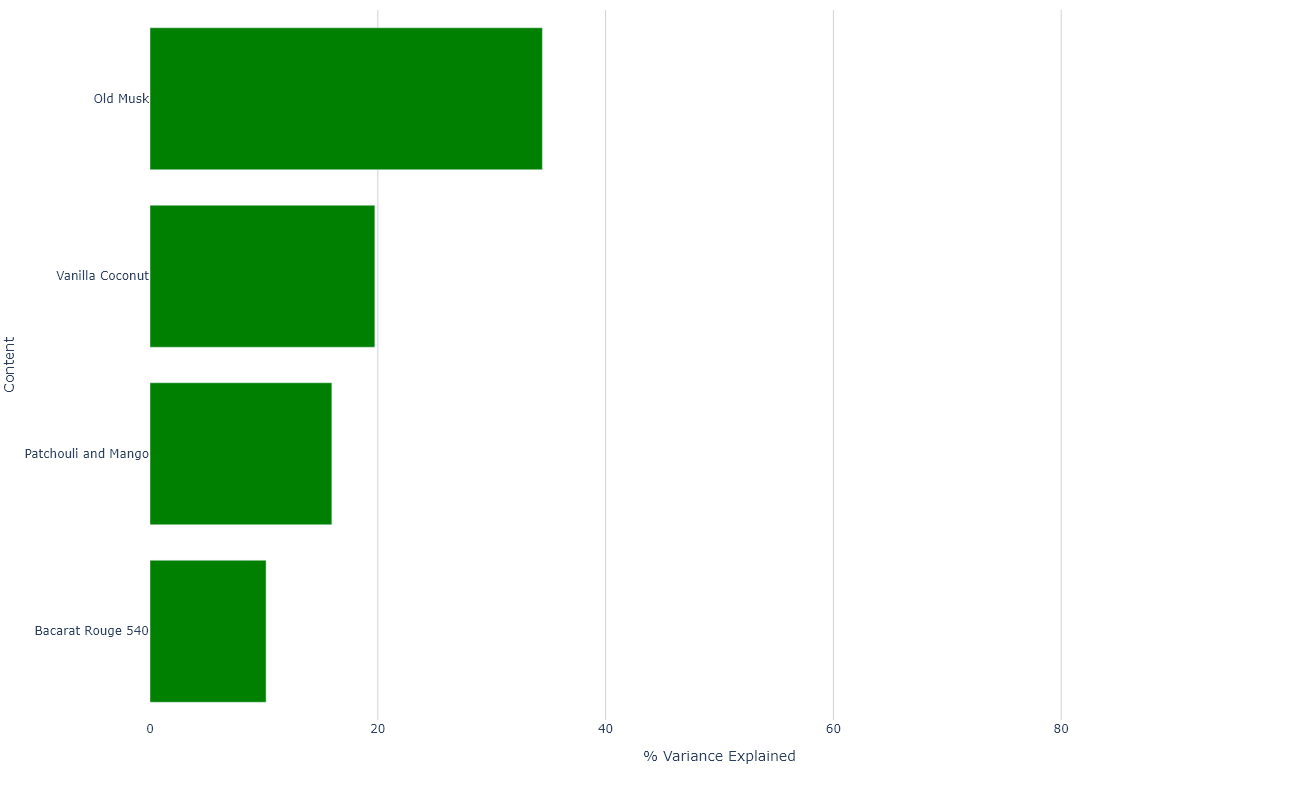 Old Musk
Vanilla Coconut
Content
Patchouli and Mango
Bacarat Rouge 540
0 20 40 60 80
% Variance Explained